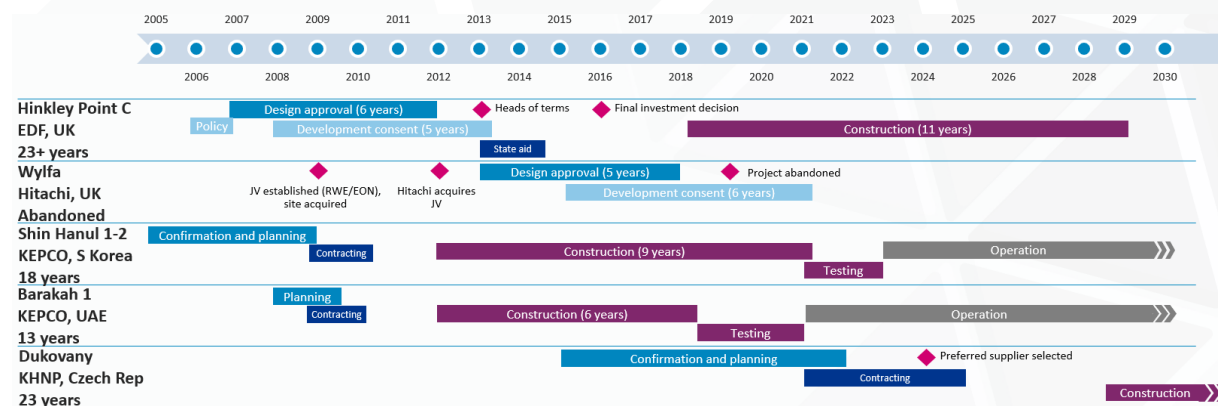 2005 2007 2009 2011 2013 2015 2017 2019 2021 2023 2025 2027 2029
2006 2008 2010 2012 2014 2016 2018 2020 2022 2024 2026 2028 2030
Hinkley Point C
EDF, UK
23+ years
Design approval (6 years)
Heads of terms
Final investment decision
Policy
Development consent (5 years)
Construction (11 years)
State aid
Wylfa
Hitachi, UK
Abandoned
Design approval (5 years)
Project abandoned
JV established (RWE/EON),
site acquired
Hitachi acquires
JV
Development consent (6 years)
Shin Hanul 1-2
KEPCO, S Korea
18 years
Confirmation and planning
Contracting
Construction (9 years)
Operation
Testing
Barakah 1
KEPCO, UAE
13 years
Planning
Contracting
Construction (6 years)
Operation
Testing
Dukovany
KHNP, Czech Rep
23 years
Confirmation and planning
Preferred supplier selected
Contracting
Construction